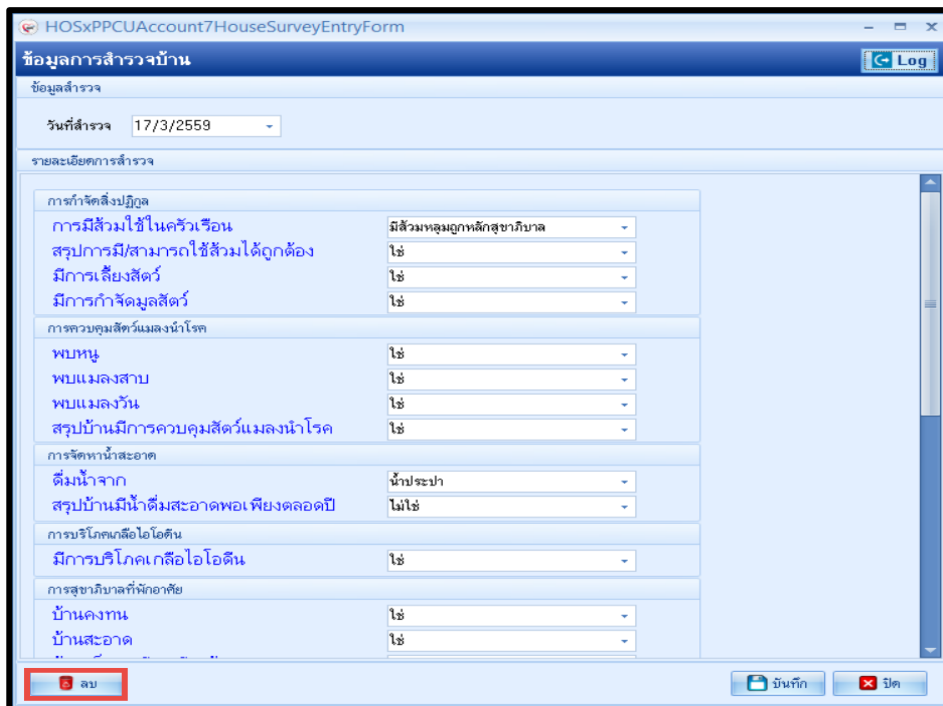 HOSxPPCUAccount7HouseSurveyEntryForm
ข้อมูลการสำรวจบ้าน
Log
ข้อมูลสำรวจ
วันที่สำรวจ 17/3/2559
รายละเอียดการสำรวจ
การกำจัดสิ่งปฏิกูล
การมีส้วมใช้ในครัวเรือน มีส้วมหลุมถูกหลักสุขาภิบาล
สรุปการมี/สามารถใช้ส้วมได้ถูกต้อง ใช่
มีการเลี้ยงสัตว์ ใช่
มีการกำจัดมูลสัตว์ ใช่
การควบคุมสัตว์แมลงนำโรค
พบหนู ใช่
พบแมลงสาบ ใช่
พบแมลงวัน ใช่
สรุปบ้านมีการควบคุมสัตว์แมลงนำโรค ใช่
การจัดหาน้ำสะอาด
ดื่มน้ำจาก น้ำประปา
สรุปบ้านมีน้ำดื่มสะอาดพอเพียงตลอดปี ไม่ใช่
การบริโภคเกลือไอโอดีน
มีการบริโภคเกลือไอโอดีน ใช่
การสุขาภิบาลที่พักอาศัย
บ้านคงทน ใช่
บ้านสะอาด ใช่
ลบ บันทึก ปิด